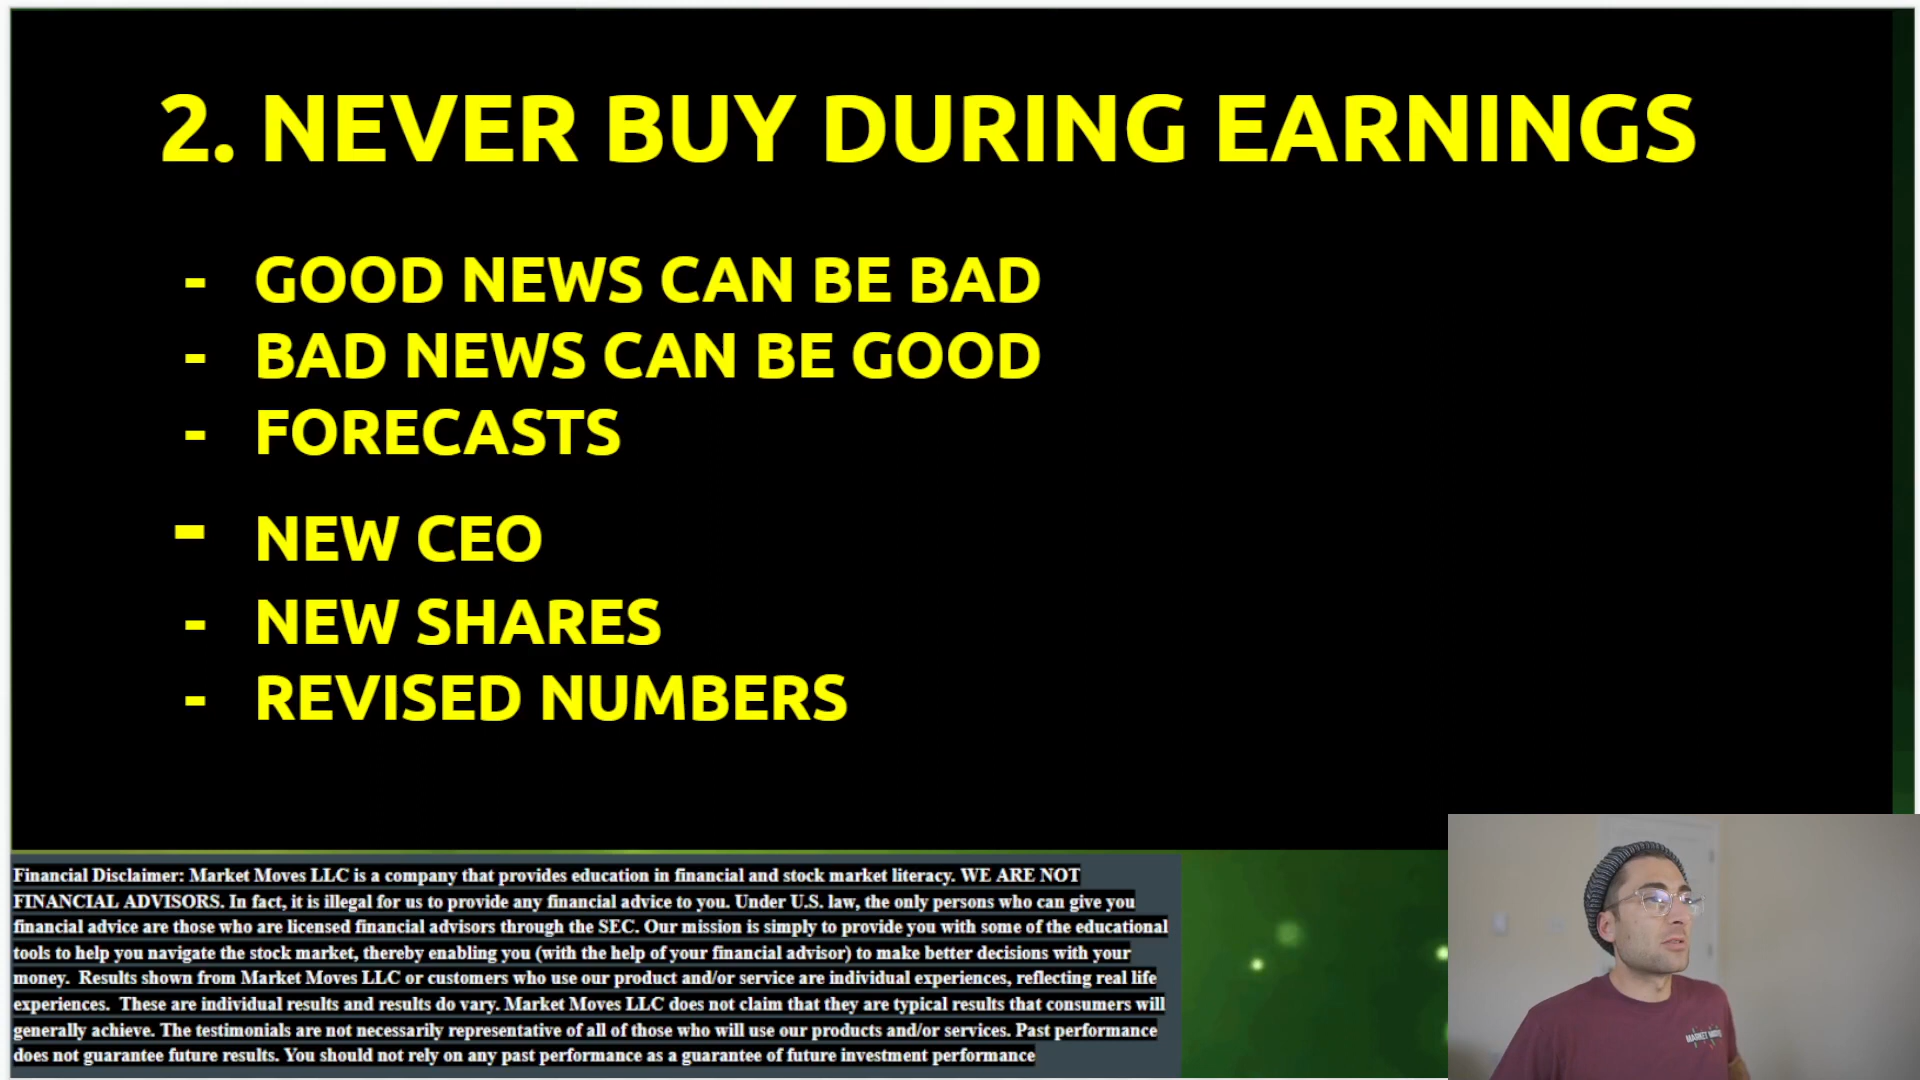 2. NEVER BUY DURING EARNINGS
- GOOD NEWS CAN BE BAD
- BAD NEWS CAN BE GOOD
- FORECASTS
- NEW CEO
- NEW SHARES
- REVISED NUMBERS
Financial Disclaimer: Market Moves LLC is a company that provides education in financial and stock market literacy. WE ARE NOT
FINANCIAL ADVISORS. In fact, it is illegal for us to provide any financial advice to you. Under U.S. law, the only persons who can give you
financial advice are those who are licensed financial advisors through the SEC. Our mission is simply to provide you with some of the educational
tools to help you navigate the stock market, thereby enabling you (with the help of your financial advisor) to make better decisions with your
money. Results shown from Market Moves LLC or customers who use our product and/or service are individual experiences, reflecting real life
experiences. These are individual results and results do vary. Market Moves LLC does not claim that they are typical results that consumers will
generally achieve. The testimonials are not necessarily representative of all of those who will use our products and/or services. Past performance
does not guarantee future results. You should not rely on any past performance as a guarantee of future investment performance
MARKET MOVES